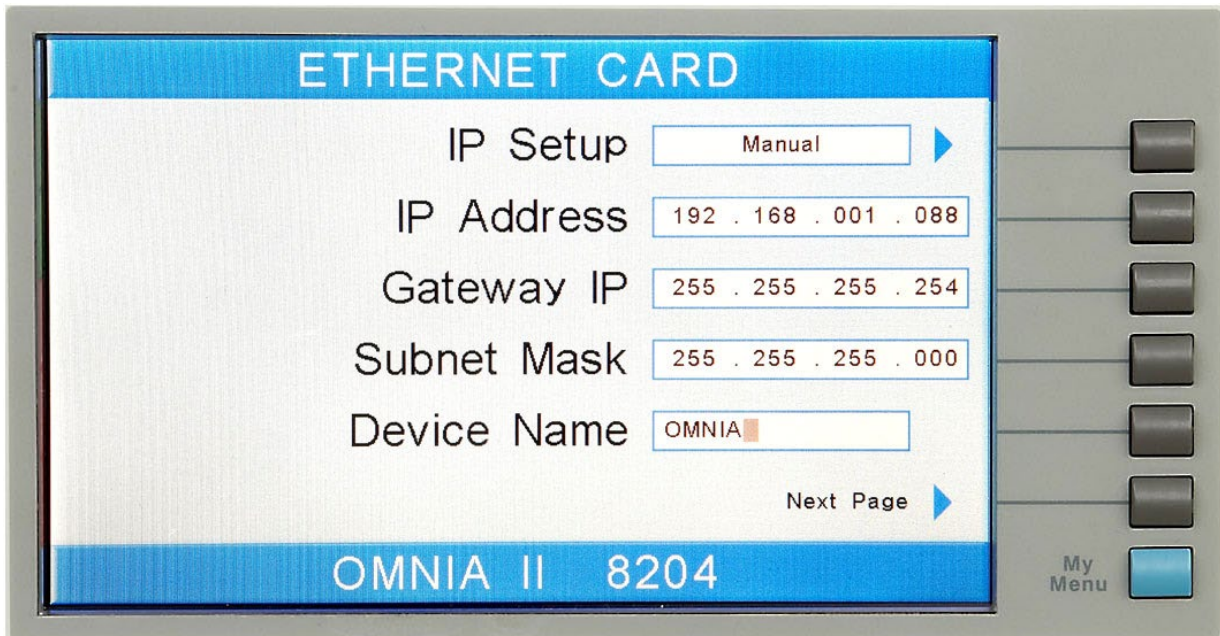 ETHERNET CARD
IP Setup Manual
IP Address 192 . 168 . 001 . 088
Gateway IP 255 . 255 . 255 . 254
Subnet Mask 255 . 255 . 255 . 000
Device Name OMNIA
Next Page
OMNIA II 8204
My
Menu